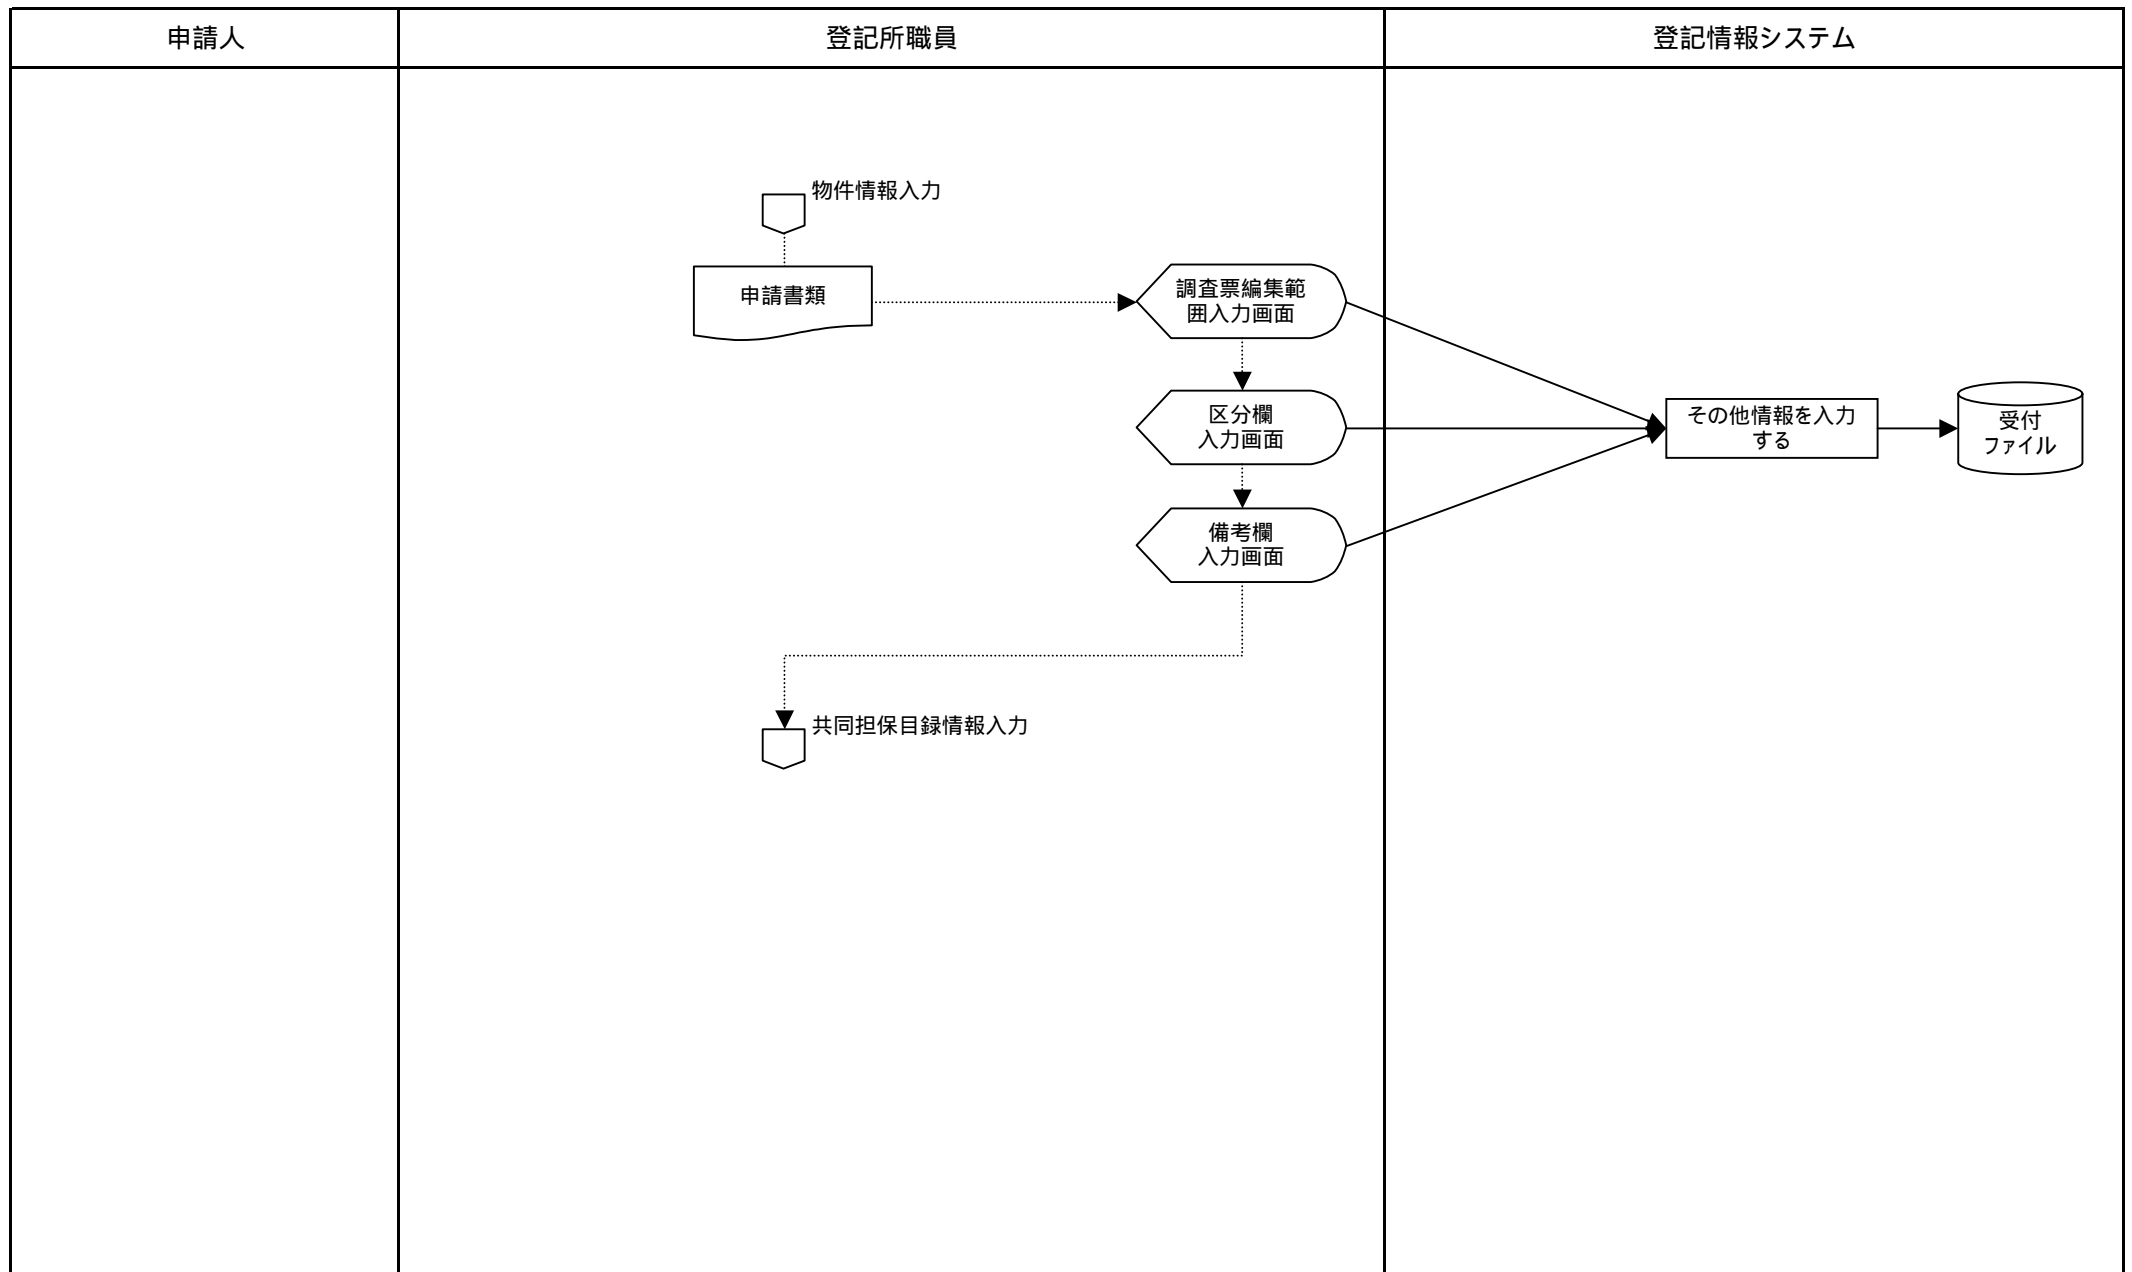 申請人
登記所職員
登記情報システム
物件情報入力
申請書類
調査票編集範
囲入力画面
区分欄
入力画面
その他情報を入力
する
受付
ファイル
備考欄
入力画面
共同担保目録情報入力